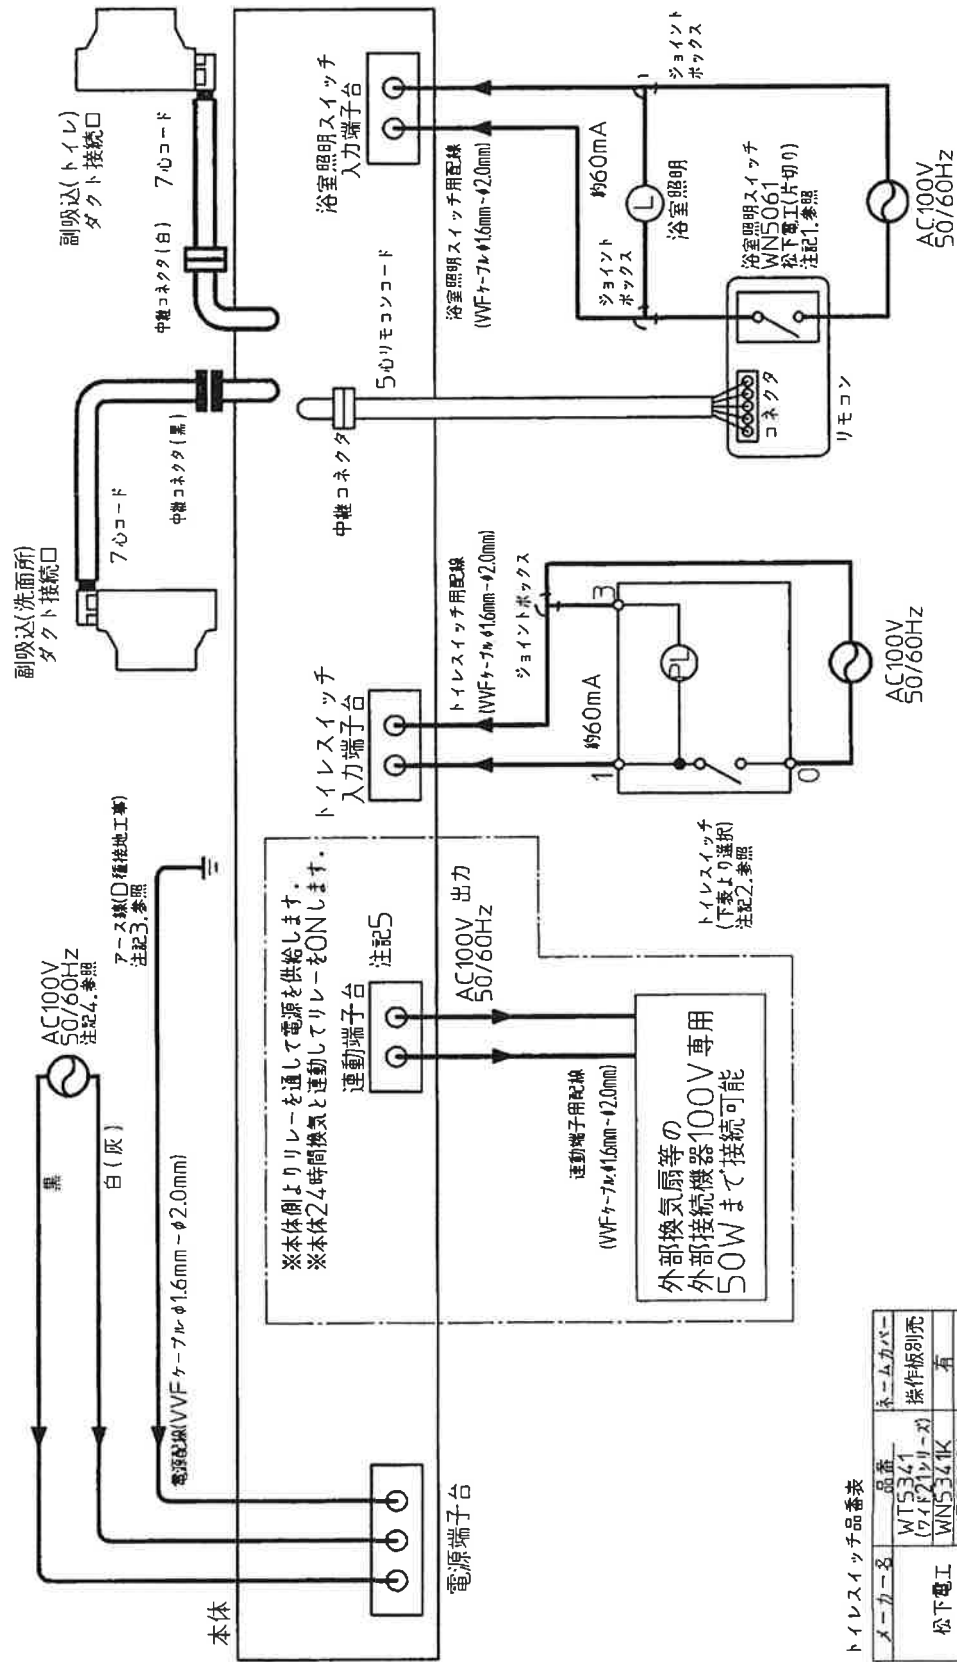 副吸込(洗面所)
ダクト接続口
7心コード
中継コネクタ(黒)
副吸込(トイレ)
ダクト接続口
7心コード
中継コネクタ(白)
AC100V
50/60Hz
注記4.参照
黒
白(灰)
アース線(D種接地工事)
注記3.参照
電源配線(VVFケーブルφ1.6mm~φ2.0mm)
本体
電源端子台
※本体側よりリレーを通して電源を供給します.
※本体24時間換気と連動してリレーをONします.
連動端子台
注記5
AC100V 出力
50/60Hz
連動端子用配線
(VVFケーブルφ1.6mm~φ2.0mm)
外部換気扇等の
外部接続機器100V専用
50Wまで接続可能
トイレスイッチ
入力端子台
トイレスイッチ用配線
(VVFケーブルφ1.6mm~φ2.0mm)
ジョイントボックス
約60mA
1
3
PL
0
トイレスイッチ
(下表より選択)
注記2.参照
AC100V
50/60Hz
中継コネクタ
5心リモコンコード
コネクタ
リモコン
浴室照明スイッチ
入力端子台
浴室照明スイッチ用配線
(VVFケーブルφ1.6mm~φ2.0mm)
ジョイント
ボックス
約60mA
L
浴室照明
ジョイント
ボックス
浴室照明スイッチ
WN5061
松下電工(片切り)
注記1.参照
AC100V
50/60Hz
トイレスイッチ品番表
メーカー名 品番 ネームカバー
松下電工 WT5341 操作板別売
(ワイド21シリーズ)
WN5341K 有